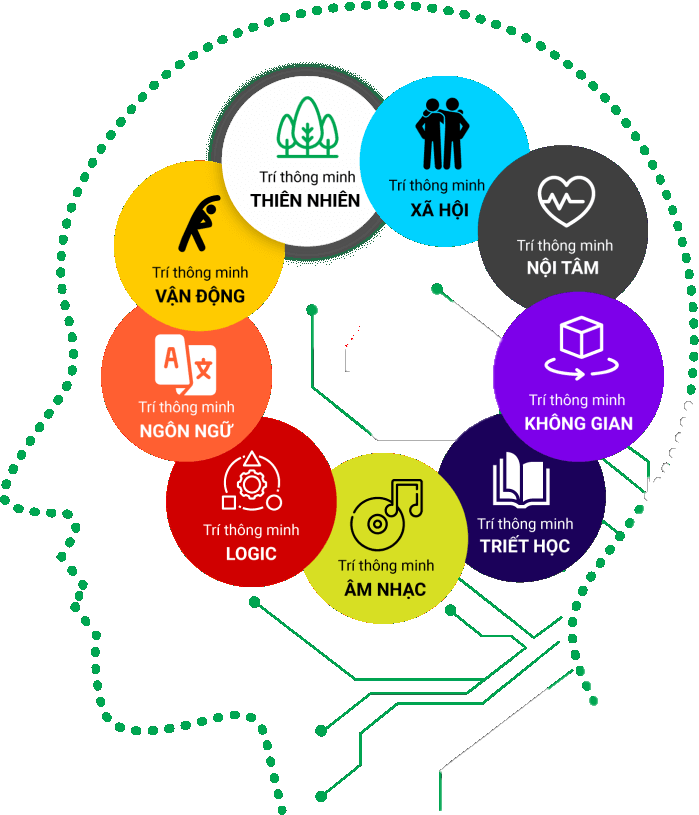 Trí thông minh
THIÊN NHIÊN
Trí thông minh
XÃ HỘI
Trí thông minh
NỘI TÂM
Trí thông minh
KHÔNG GIAN
Trí thông minh
TRIẾT HỌC
Trí thông minh
ÂM NHẠC
Trí thông minh
LOGIC
A
文
Trí thông minh
NGÔN NGỮ
Trí thông minh
VẬN ĐỘNG